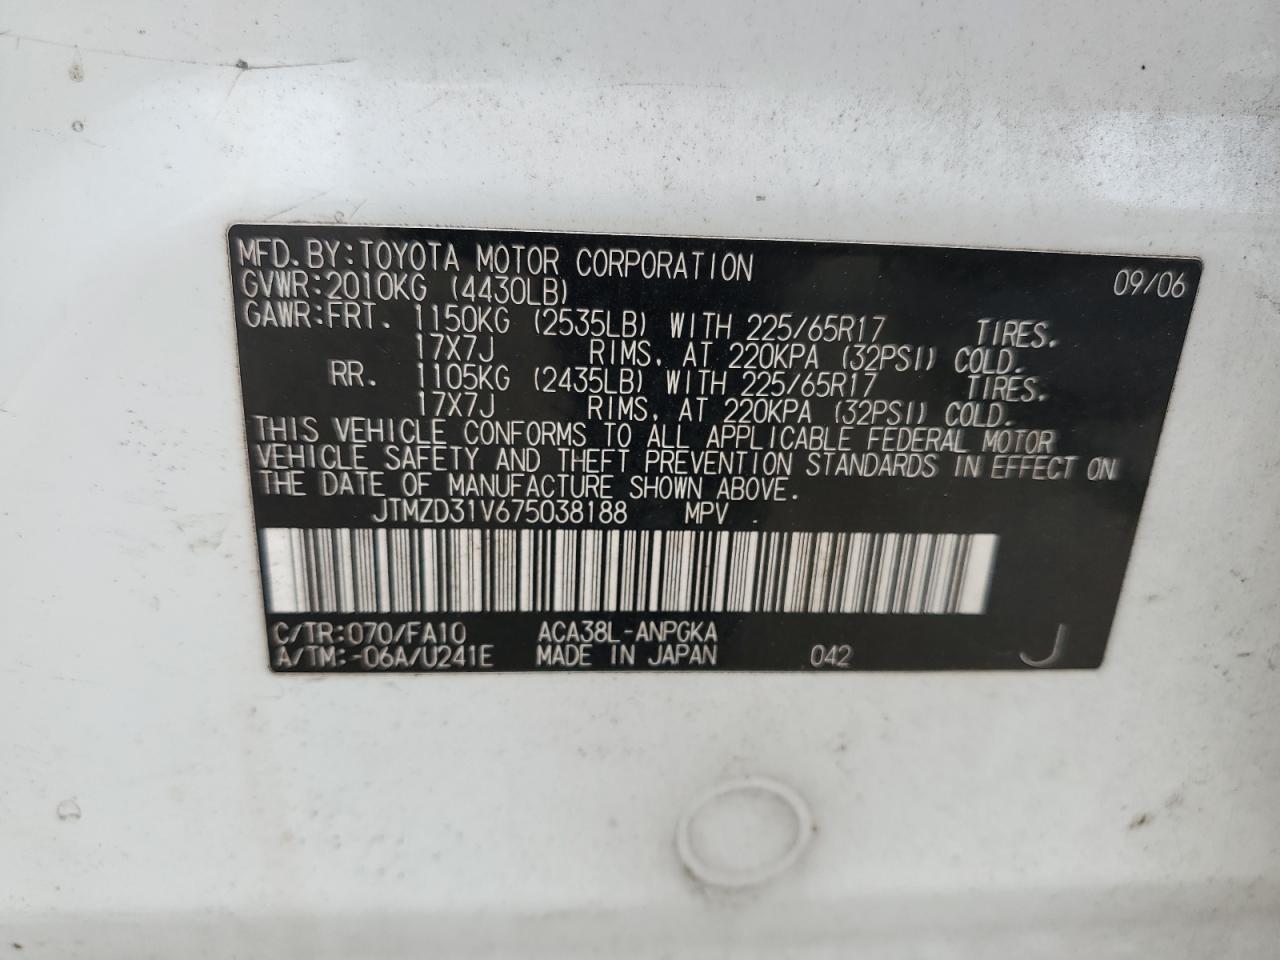 MFD. BY: TOYOTA MOTOR CORPORATION 09/06
GVWR: 2010KG (4430LB)
GAWR: FRT. 1150KG (2535LB) WITH 225/65R17 TIRES.
17X7J RIMS, AT 220KPA (32PSI) COLD.
RR. 1105KG (2435LB) WITH 225/65R17 TIRES.
17X7J RIMS, AT 220KPA (32PSI) COLD.
THIS VEHICLE CONFORMS TO ALL APPLICABLE FEDERAL MOTOR
VEHICLE SAFETY AND THEFT PREVENTION STANDARDS IN EFFECT ON
THE DATE OF MANUFACTURE SHOWN ABOVE.
JTMZD31V675038188 MPV
C/TR: 070/FA10 ACA38L-ANPGKA
A/TM: -06A/U241E MADE IN JAPAN 042 J